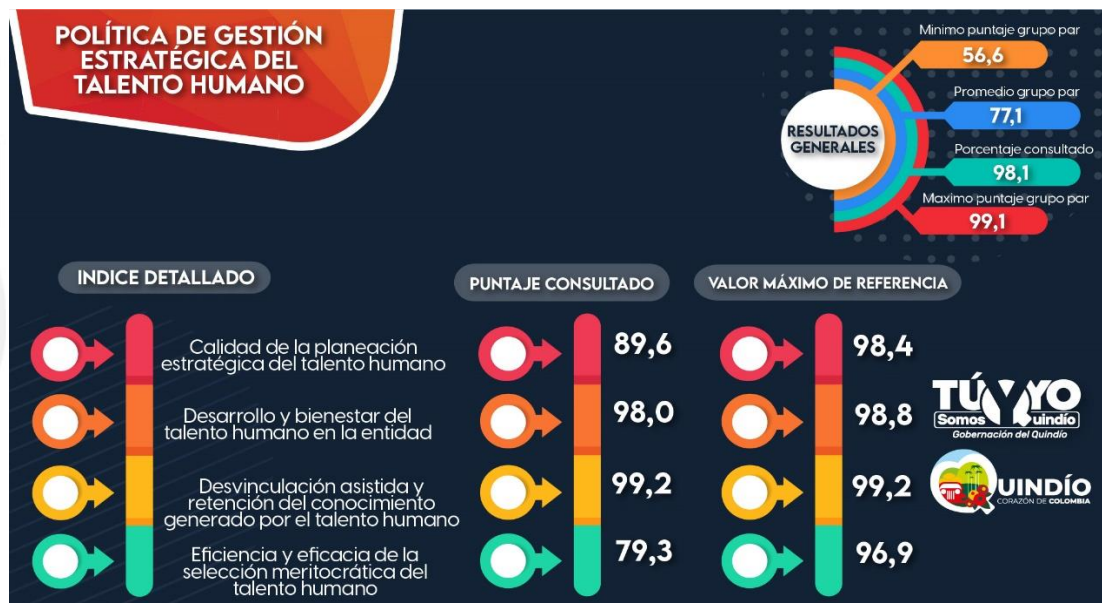 POLÍTICA DE GESTIÓN
ESTRATÉGICA DEL
TALENTO HUMANO
RESULTADOS
GENERALES
Minimo puntaje grupo par
56,6
Promedio grupo par
77,1
Porcentaje consultado
98,1
Maximo puntaje grupo par
99,1
INDICE DETALLADO
PUNTAJE CONSULTADO
VALOR MÁXIMO DE REFERENCIA
Calidad de la planeación
estratégica del talento humano
89,6
98,4
Desarrollo y bienestar del
talento humano en la entidad
98,0
98,8
Desvinculación asistida y
retención del conocimiento
generado por el talento humano
99,2
99,2
Eficiencia y eficacia de la
selección meritocrática del
talento humano
79,3
96,9
TÚ Y YO
Somos Quindío
Gobernación del Quindío
QUINDÍO
CORAZÓN DE COLOMBIA